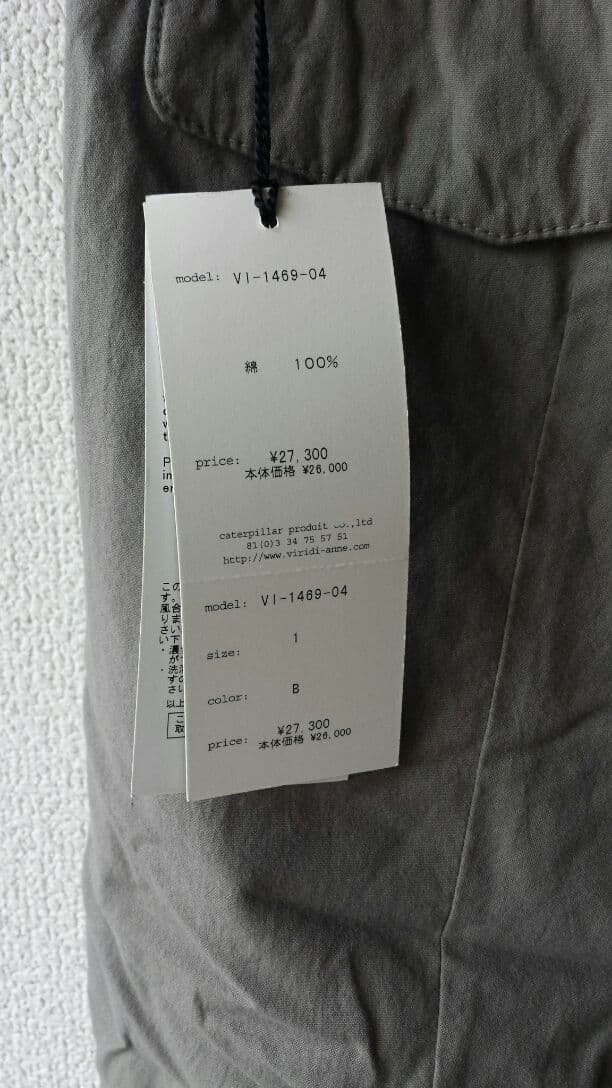 model: VI-1469-04
綿 100%
price: ¥27,300
本体価格 ¥26,000
caterpillar produit co.,ltd
81(0)3 34 75 57 51
http://www.viridi-anne.com
model: VI-1469-04
size: 1
color: B
price: ¥27,300
本体価格 ¥26,000